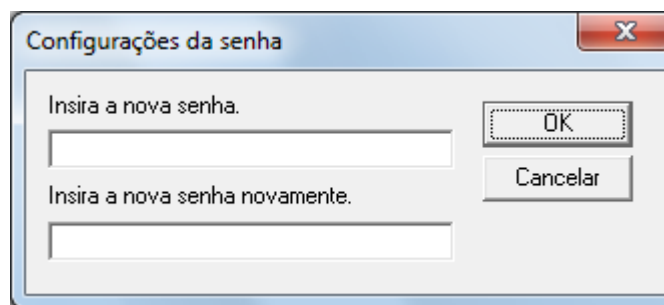 Configurações da senha
Insira a nova senha.
OK
Cancelar
Insira a nova senha novamente.